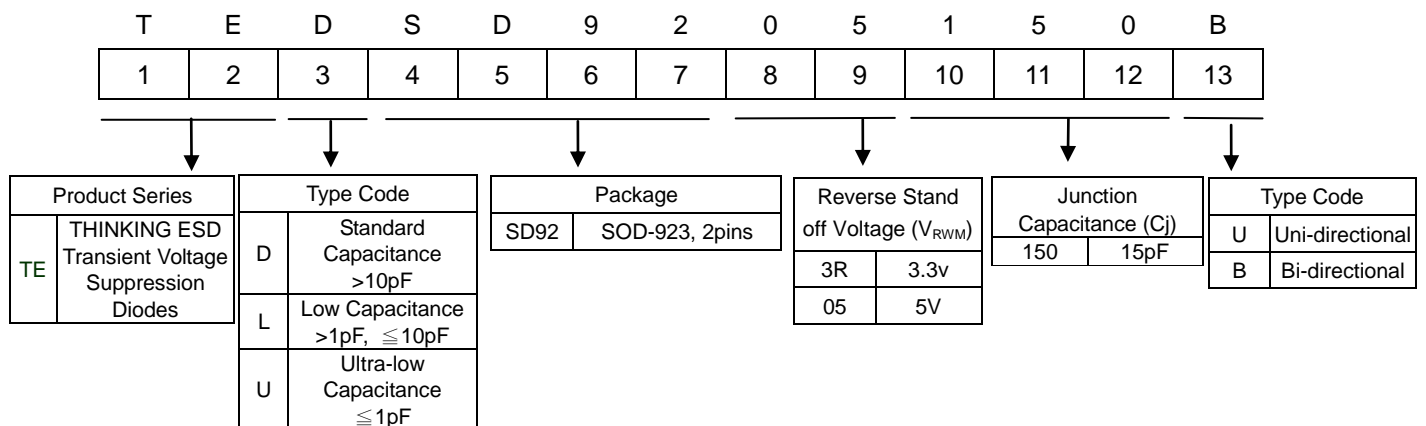 T E D S D 9 2 0 5 1 5 0 B
1 2 3 4 5 6 7 8 9 10 11 12 13
Product Series
TE
THINKING ESD
Transient Voltage
Suppression
Diodes
Type Code
D
Standard
Capacitance
>10pF
L
Low Capacitance
>1pF, ≦10pF
U
Ultra-low
Capacitance
≦1pF
Package
SD92 SOD-923, 2pins
Reverse Stand
off Voltage (VRWM)
3R 3.3v
05 5V
Junction
Capacitance (Cj)
150 15pF
Type Code
U Uni-directional
B Bi-directional